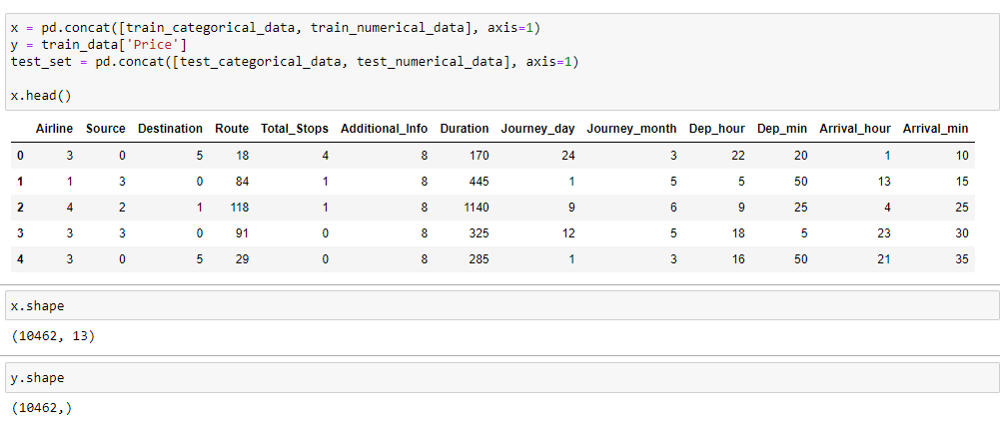 x = pd.concat([train_categorical_data, train_numerical_data], axis=1)
y = train_data['Price']
test_set = pd.concat([test_categorical_data, test_numerical_data], axis=1)
x.head()
Airline Source Destination Route Total_Stops Additional_Info Duration Journey_day Journey_month Dep_hour Dep_min Arrival_hour Arrival_min
0 3 0 5 18 4 8 170 24 3 22 20 1 10
1 1 3 0 84 1 8 445 1 5 5 50 13 15
2 4 2 1 118 1 8 1140 9 6 9 25 4 25
3 3 3 0 91 0 8 325 12 5 18 5 23 30
4 3 0 5 29 0 8 285 1 3 16 50 21 35
x.shape
(10462, 13)
y.shape
(10462,)